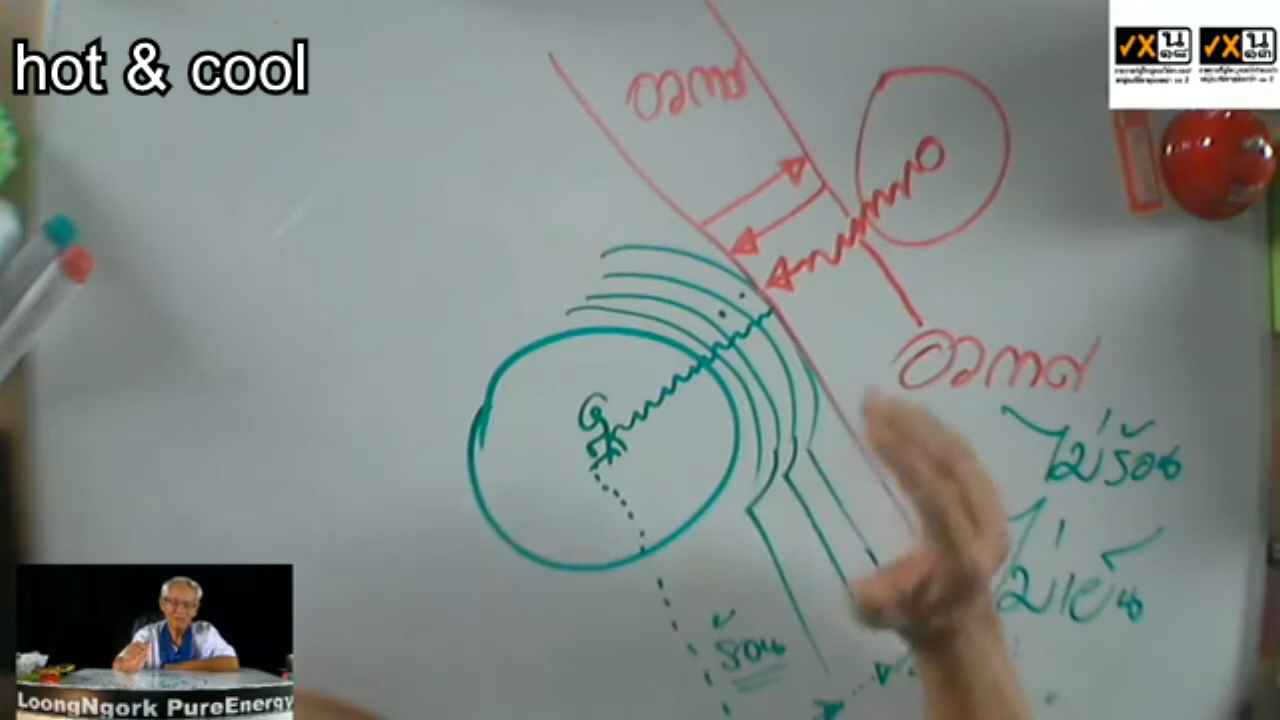 hot & cool
อวกาศ
อวกาศ
ไม่ร้อน
ไม่เย็น
ร้อน
LoongNgork PureEnergy